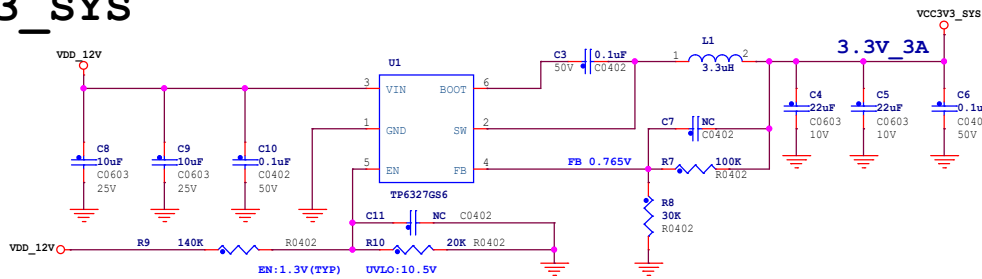 3_SYS
VCC3V3_SYS
VDD_12V
U1
C3 0.1uF
50V C0402
1 L1 2
3.3uH
3.3V_3A
3 VIN BOOT 6
1 GND SW 2
5 EN FB 4
TP6327GS6
C4
22uF
C0603
10V
C5
22uF
C0603
10V
C6
0.1u
C040
50V
C7 NC
C0402
FB 0.765V
R7 100K
R0402
C8
10uF
C0603
25V
C9
10uF
C0603
25V
C10
0.1uF
C0402
50V
R8
30K
R0402
C11 NC C0402
VDD_12V
R9 140K R0402
R10 20K R0402
EN:1.3V(TYP) UVLO:10.5V